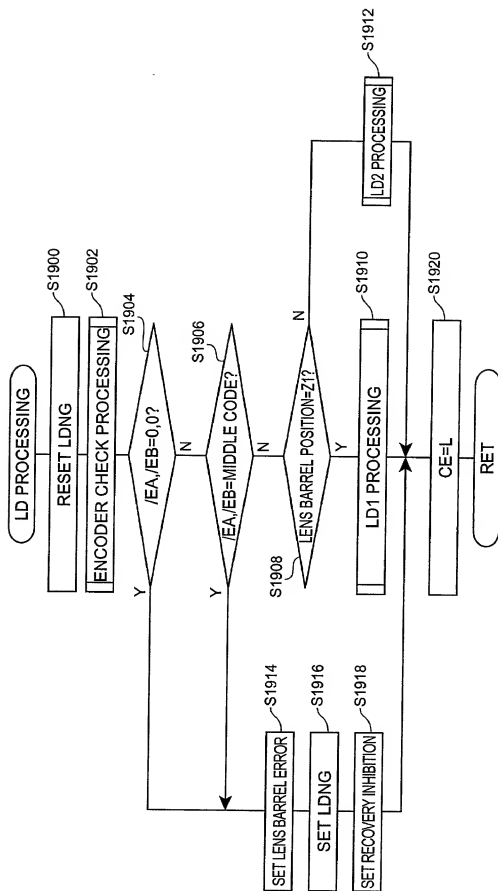 LD PROCESSING
RESET LDNG
S1900
ENCODER CHECK PROCESSING
S1902
/EA,/EB=0,0?
S1904
Y
N
/EA,/EB=MIDDLE CODE?
S1906
Y
N
LENS BARREL POSITION=Z1?
S1908
N
Y
LD1 PROCESSING
S1910
LD2 PROCESSING
S1912
SET LENS BARREL ERROR
S1914
SET LDNG
S1916
SET RECOVERY INHIBITION
S1918
CE=L
S1920
RET